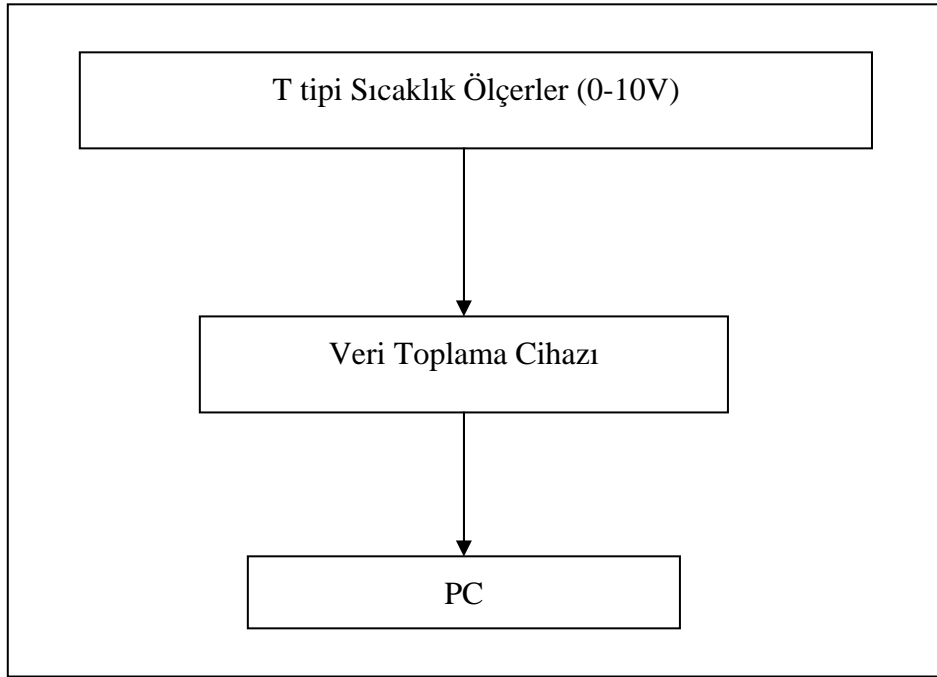 T tipi Sıcaklık Ölçerler (0-10V)
Veri Toplama Cihazı
PC